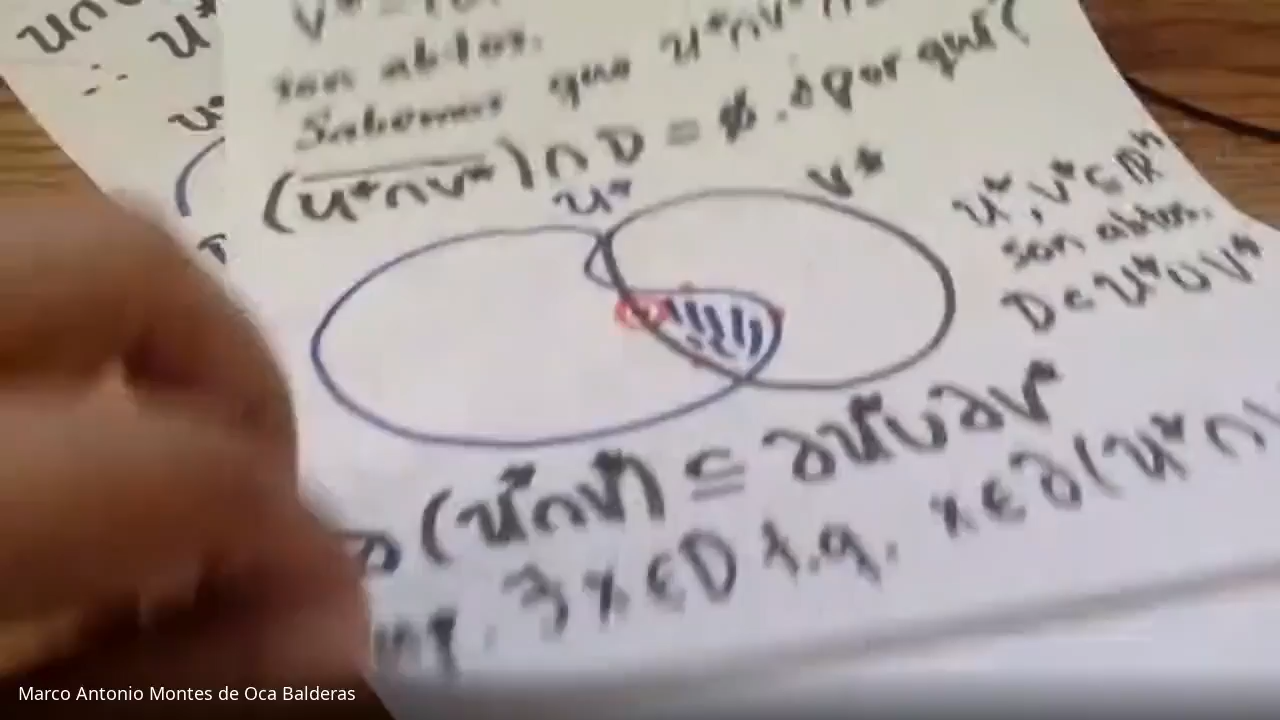 U*
V* =
son abtos.
Sabemos que U*∩V*∩
(U*∩V*)∩D = ∅. ¿por qué?
U*
V*
U*, V* ⊆ ℝⁿ
son abtos.
D ⊂ U*∪V*
∂(U*∩V*) ⊆ ∂U*∪∂V*
∃ x∈D t.q. x∈∂(U*∩V
Marco Antonio Montes de Oca Balderas